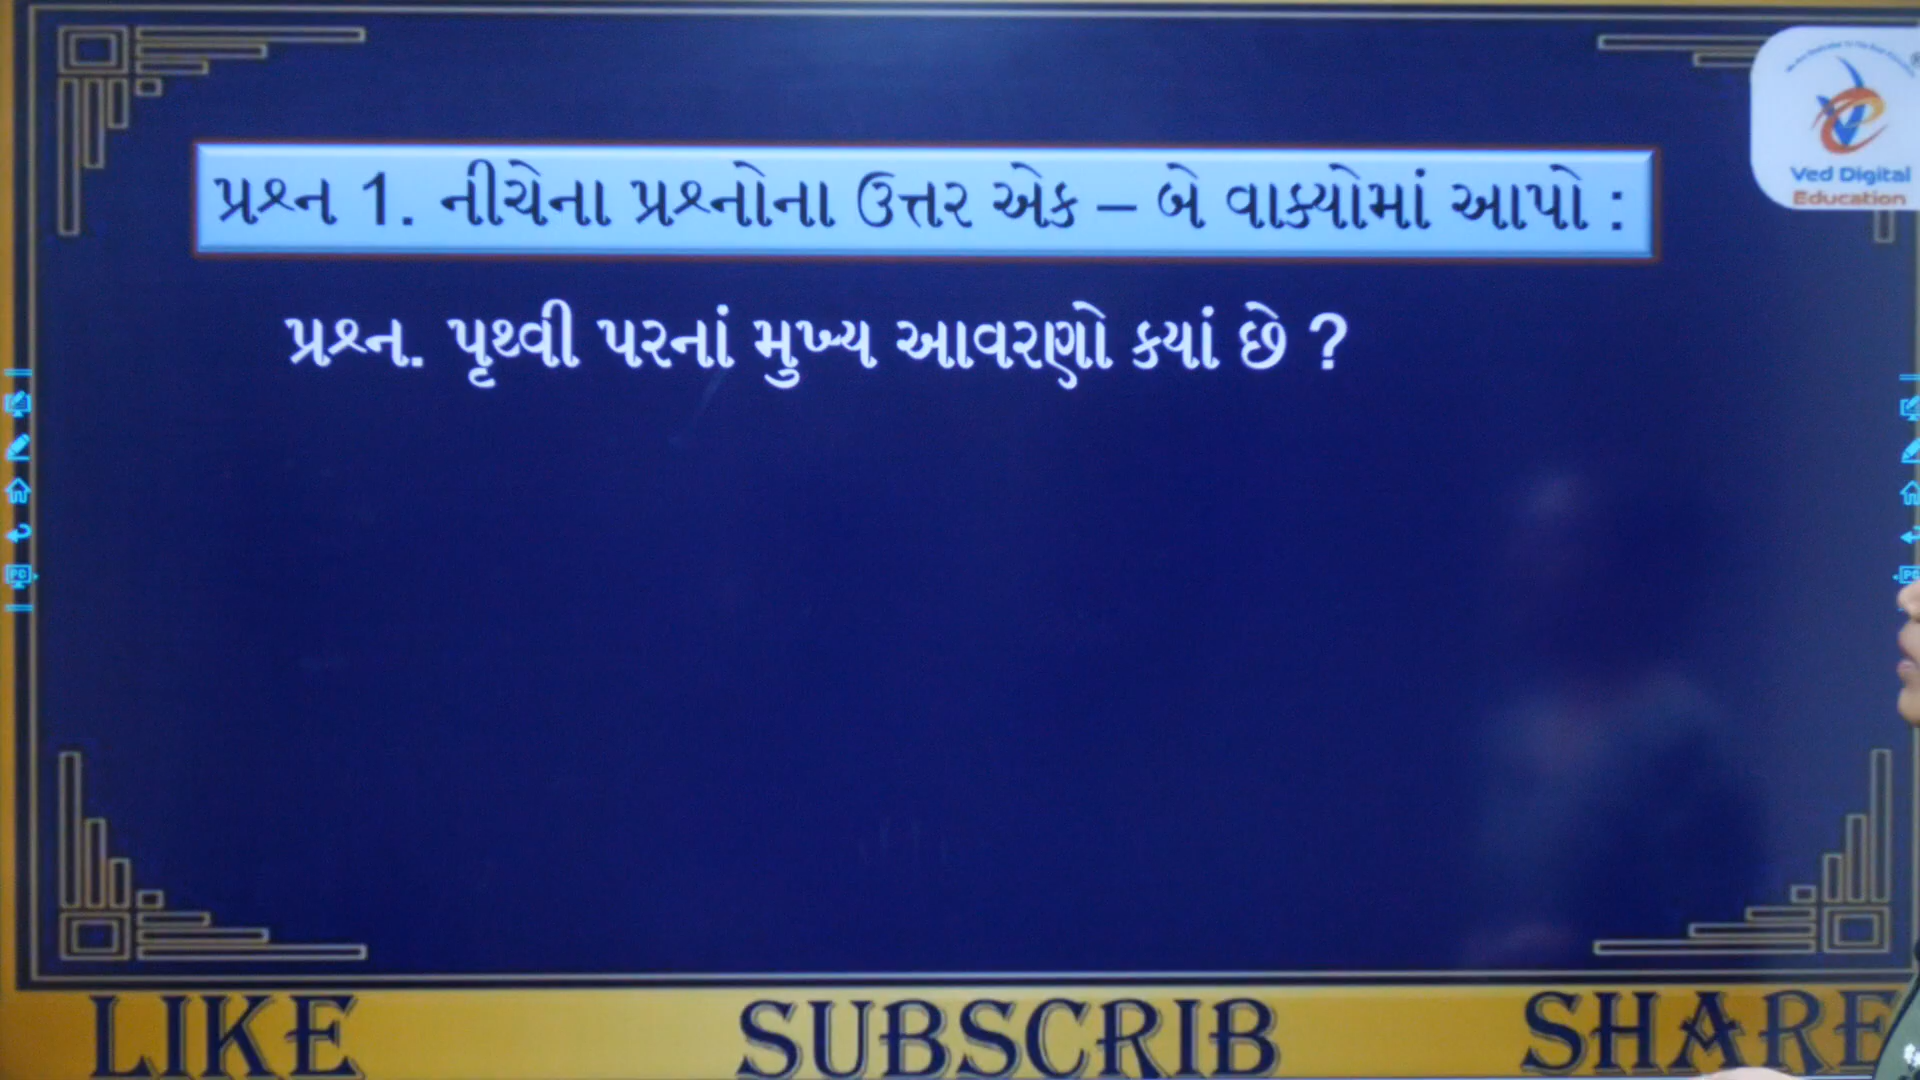 પ્રશ્ન 1. નીચેના પ્રશ્નોના ઉત્તર એક – બે વાક્યોમાં આપો :
Ved Digital
Education
પ્રશ્ન. પૃથ્વી પરનાં મુખ્ય આવરણો કયાં છે ?
LIKE
SUBSCRIB
SHARE